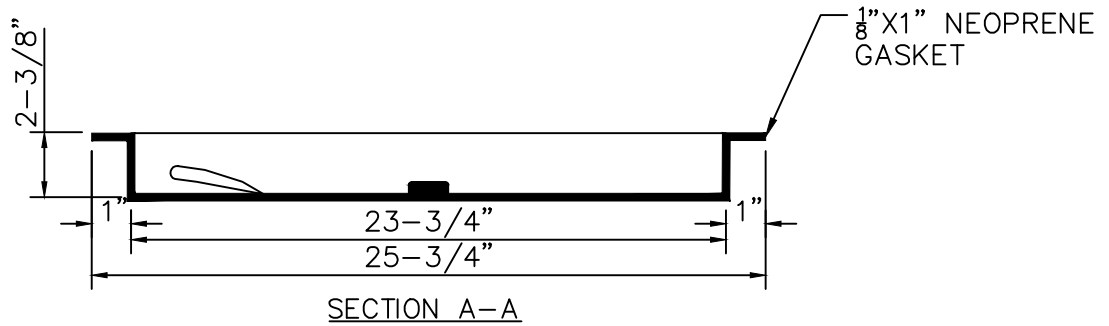 ⅛"X1" NEOPRENE
GASKET
2-3/8"
1"
23-3/4"
1"
25-3/4"
SECTION A-A